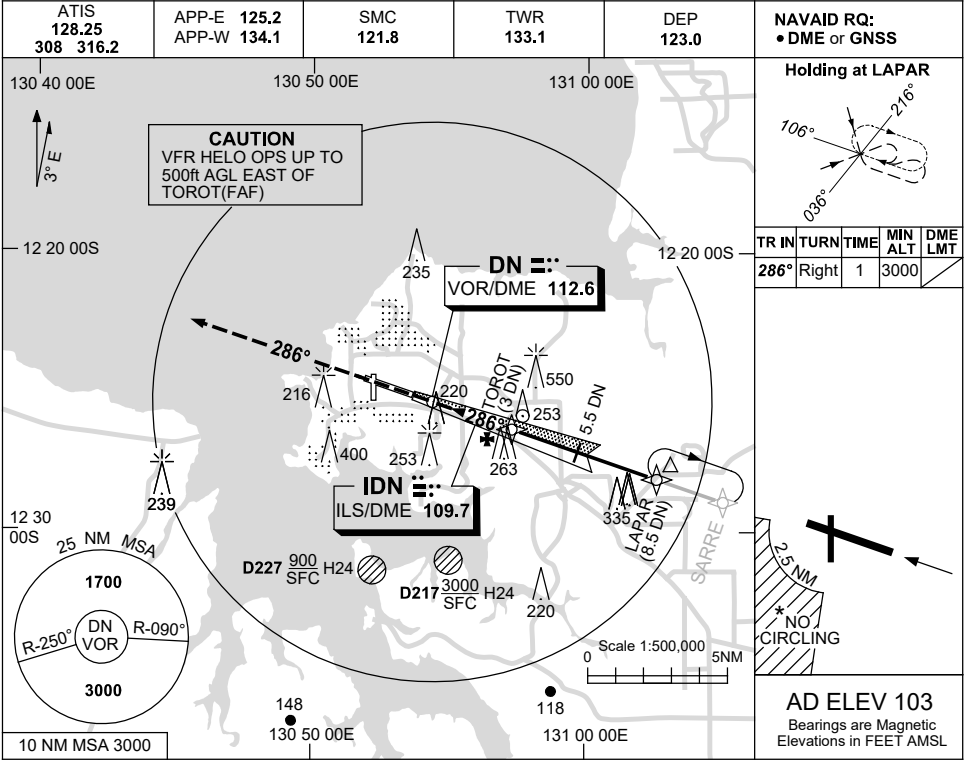 ATIS
128.25
308 316.2
APP-E 125.2
APP-W 134.1
SMC
121.8
TWR
133.1
DEP
123.0
NAVAID RQ:
• DME or GNSS
130 40 00E
130 50 00E
131 00 00E
3° E
CAUTION
VFR HELO OPS UP TO
500ft AGL EAST OF
TOROT(FAF)
12 20 00S
12 20 00S
235
DN
VOR/DME 112.6
286°
216
220
TOROT
(3 DN)
550
253
286°
5.5 DN
400
253
263
239
IDN
ILS/DME 109.7
335
LAPAR
(8.5 DN)
SARRE
12 30
00S
25 NM MSA
1700
DN
VOR
R-250°
R-090°
3000
D227 900 H24
SFC
D217 3000 H24
SFC
220
Scale 1:500,000
0 5NM
148
118
130 50 00E
131 00 00E
10 NM MSA 3000
Holding at LAPAR
216°
106°
036°
TR IN TURN TIME MIN ALT DME LMT
286° Right 1 3000
2.5 NM
* NO
CIRCLING
AD ELEV 103
Bearings are Magnetic
Elevations in FEET AMSL